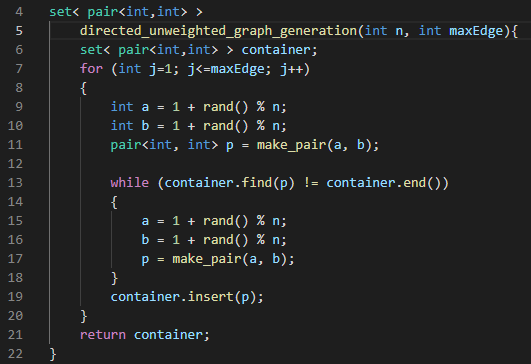 4 set< pair<int,int> >
5 directed_unweighted_graph_generation(int n, int maxEdge){
6 set< pair<int,int> > container;
7 for (int j=1; j<=maxEdge; j++)
8 {
9 int a = 1 + rand() % n;
10 int b = 1 + rand() % n;
11 pair<int, int> p = make_pair(a, b);
12
13 while (container.find(p) != container.end())
14 {
15 a = 1 + rand() % n;
16 b = 1 + rand() % n;
17 p = make_pair(a, b);
18 }
19 container.insert(p);
20 }
21 return container;
22 }